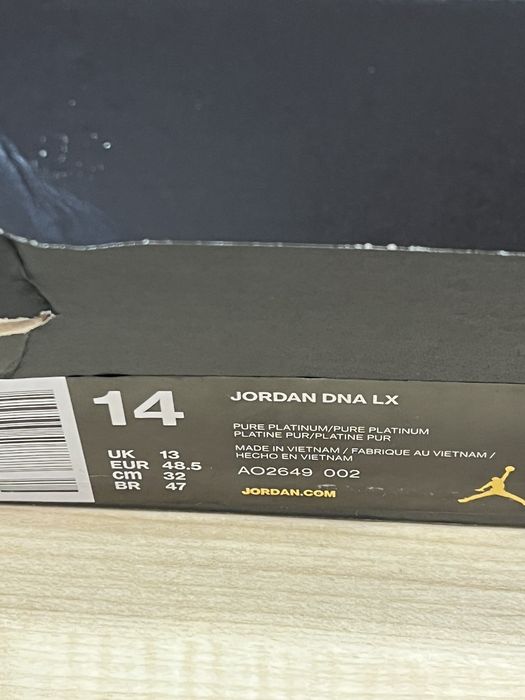 14
UK 13
EUR 48.5
cm 32
BR 47
JORDAN DNA LX
PURE PLATINUM/PURE PLATINUM
PLATINE PUR/PLATINE PUR
MADE IN VIETNAM / FABRIQUE AU VIETNAM /
HECHO EN VIETNAM
AO2649 002
JORDAN.COM